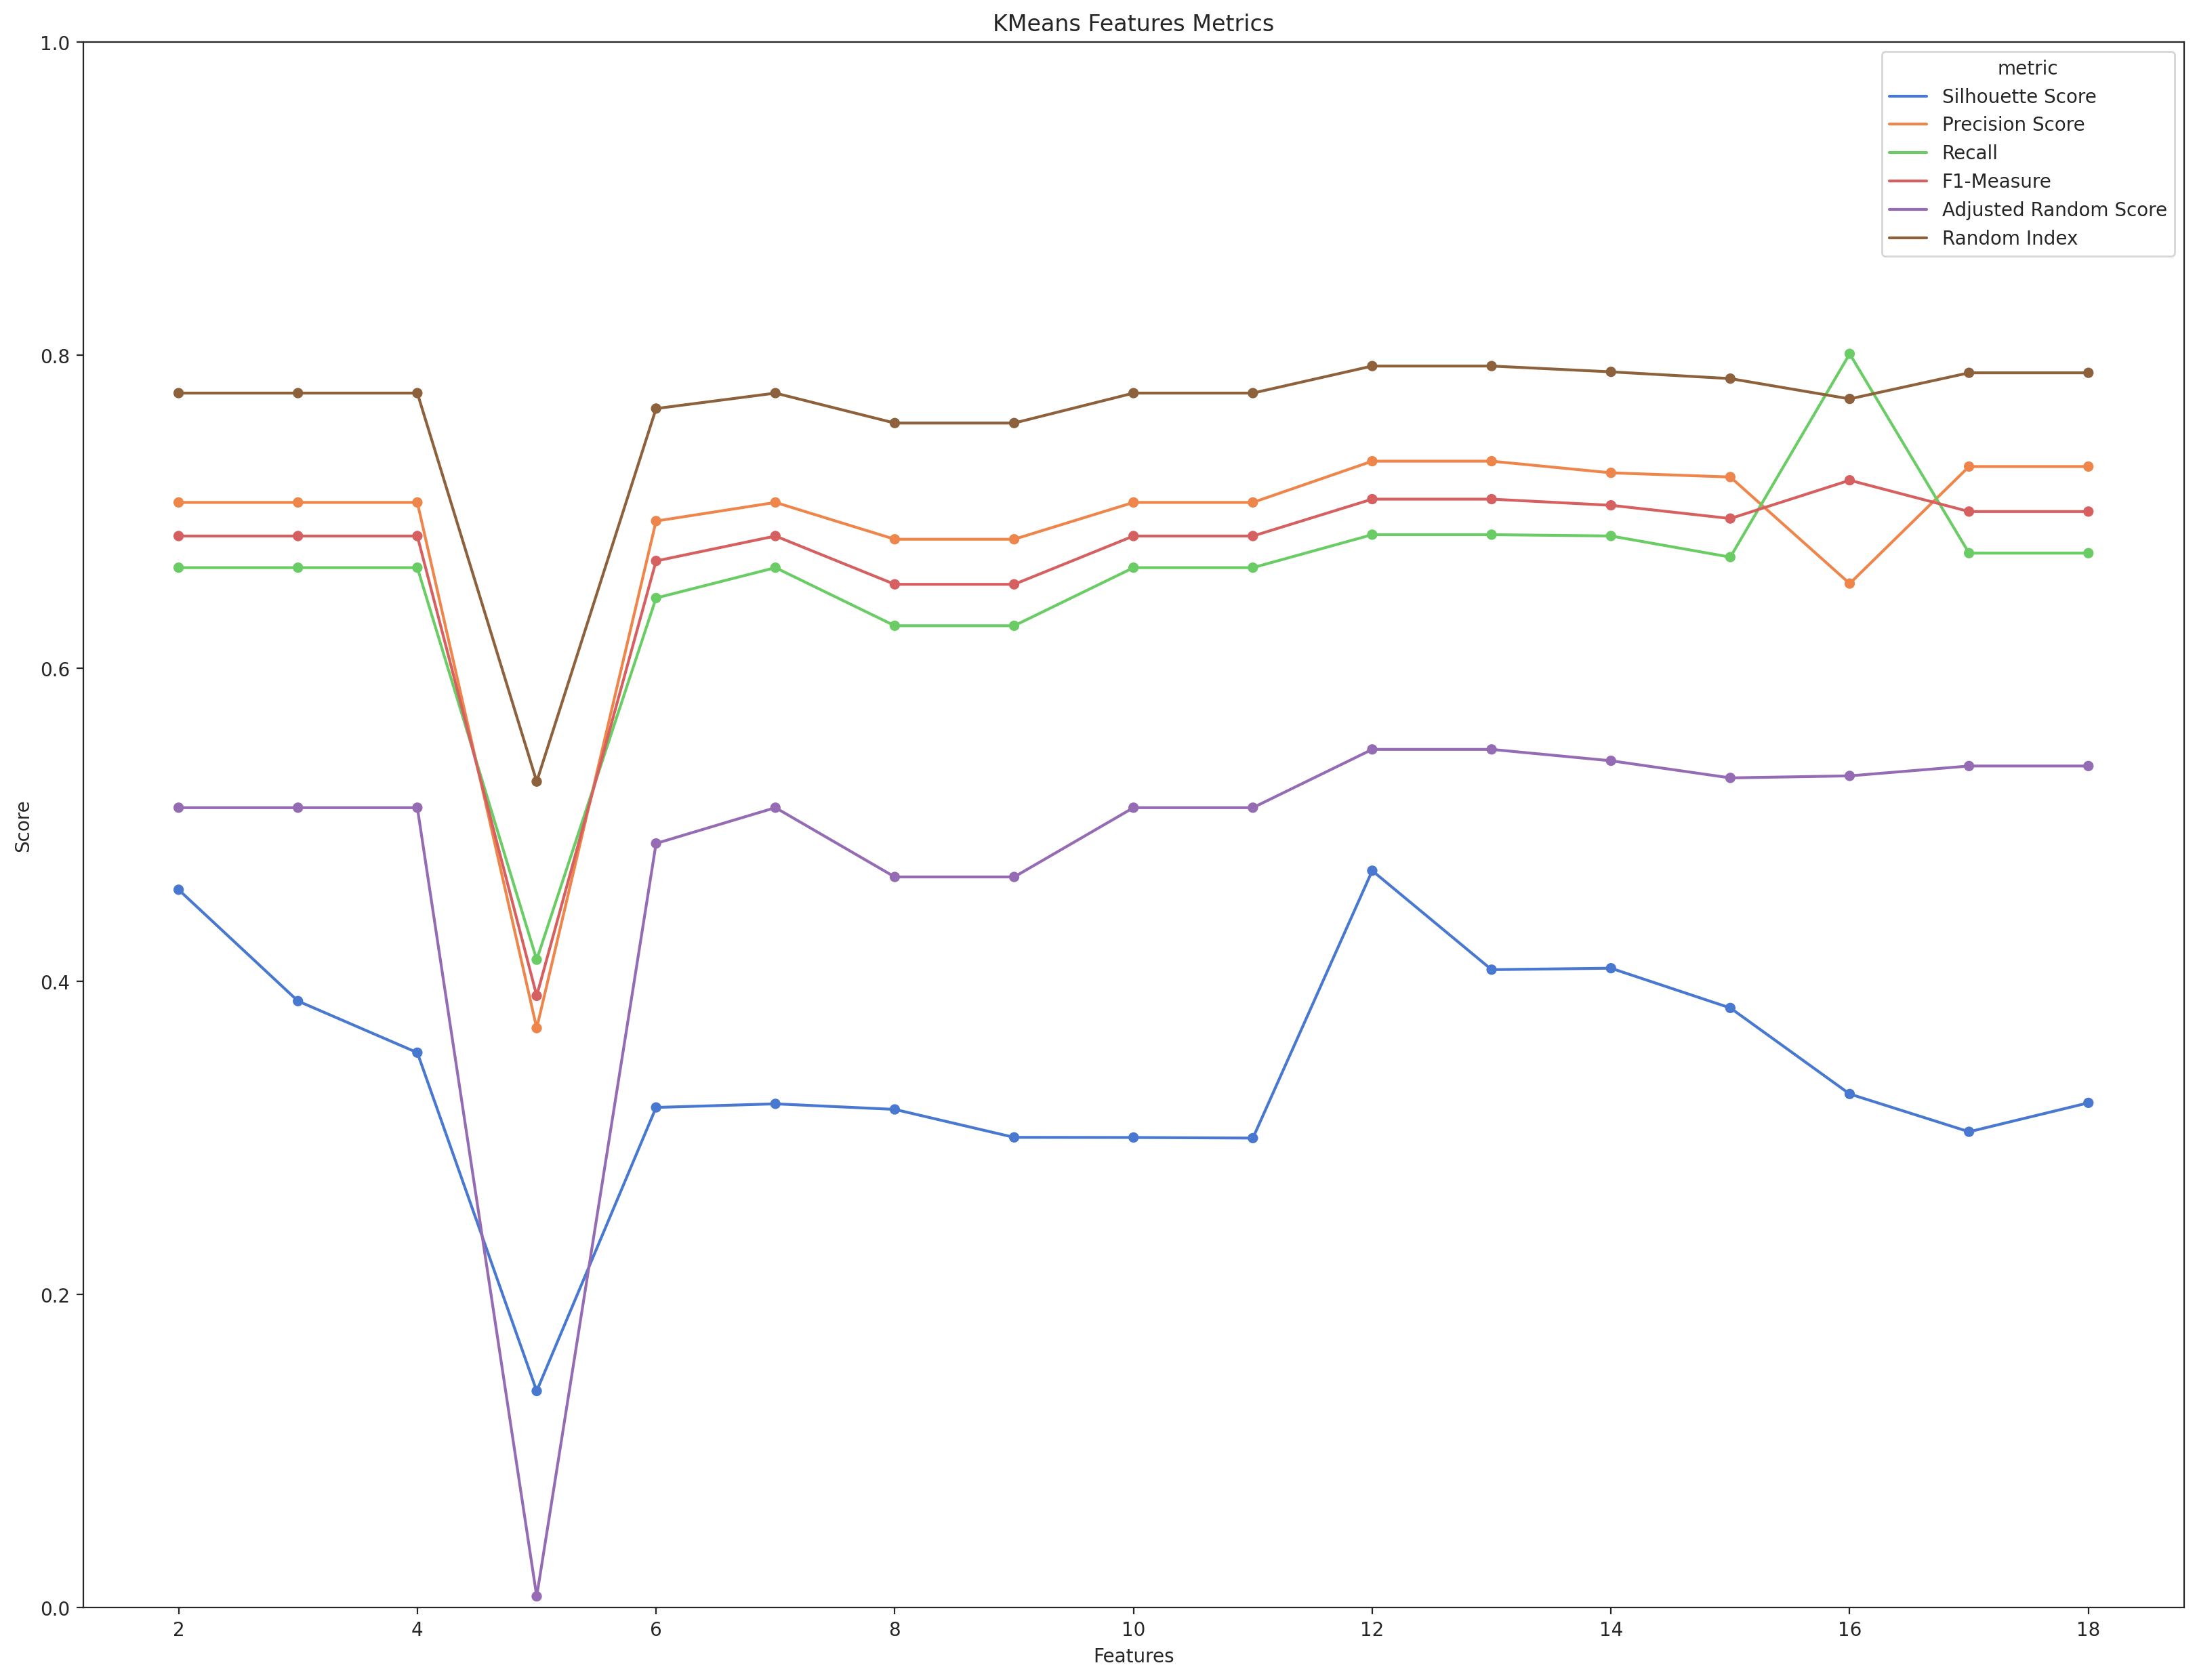 KMeans Features Metrics
1.0
0.8
0.6
0.4
0.2
0.0
Score
metric
Silhouette Score
Precision Score
Recall
F1-Measure
Adjusted Random Score
Random Index
2 4 6 8 10 12 14 16 18
Features